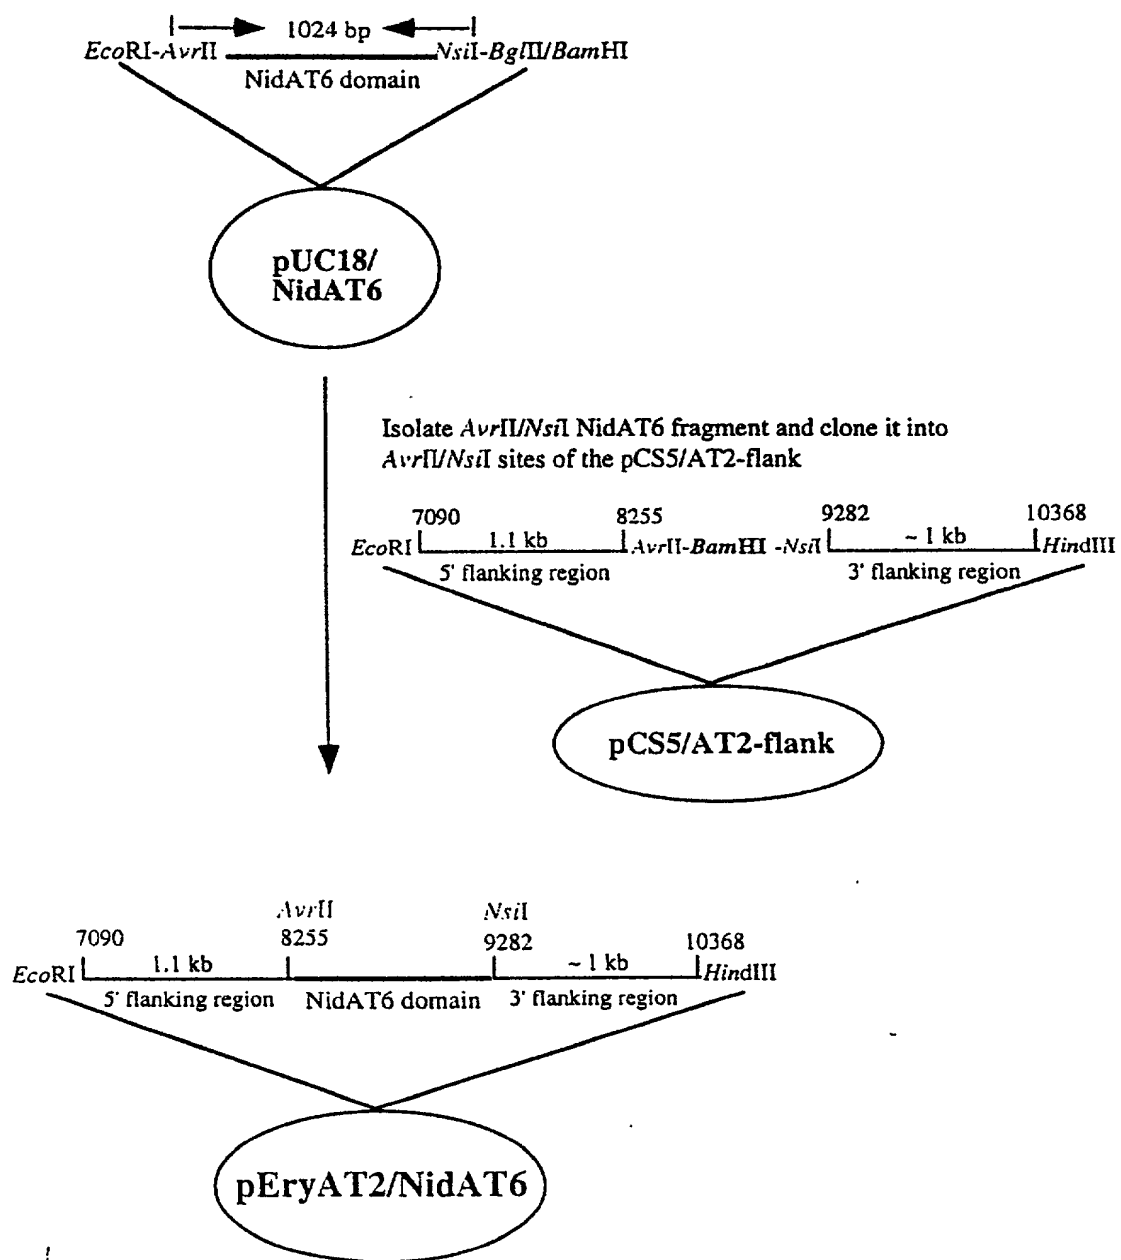 1024 bp
EcoRI-AvrII NsiI-BglII/BamHI
NidAT6 domain
pUC18/
NidAT6
Isolate AvrII/NsiI NidAT6 fragment and clone it into
AvrII/NsiI sites of the pCS5/AT2-flank
7090 8255 9282 10368
EcoRI 1.1 kb AvrII-BamHI -NsiI ~ 1 kb HindIII
5' flanking region 3' flanking region
pCS5/AT2-flank
AvrII NsiI
7090 8255 9282 10368
EcoRI 1.1 kb ~ 1 kb HindIII
5' flanking region NidAT6 domain 3' flanking region
pEryAT2/NidAT6